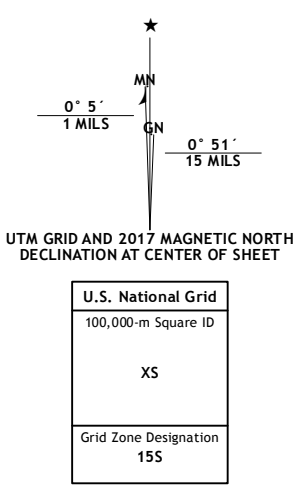 ★
MN
0° 5´
1 MILS
GN
0° 51´
15 MILS
UTM GRID AND 2017 MAGNETIC NORTH
DECLINATION AT CENTER OF SHEET
U.S. National Grid
100,000-m Square ID
XS
Grid Zone Designation
15S